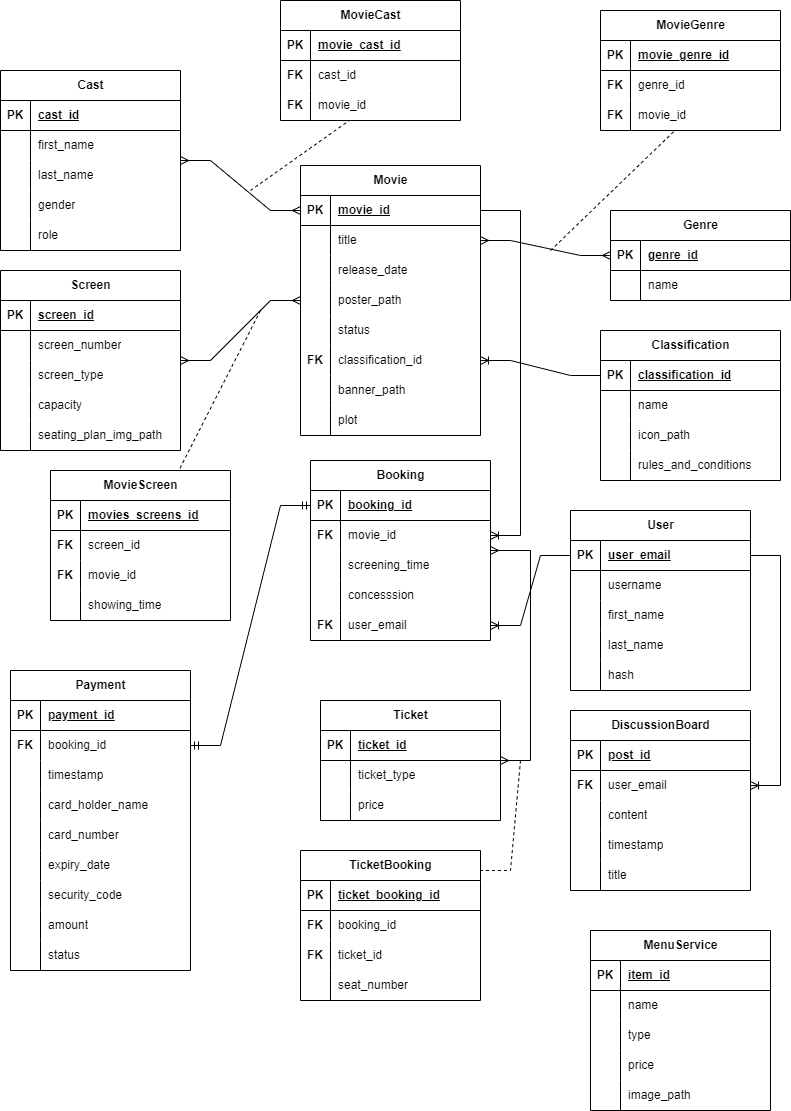 MovieCast
PK movie_cast_id
FK cast_id
FK movie_id
MovieGenre
PK movie_genre_id
FK genre_id
FK movie_id
Cast
PK cast_id
first_name
last_name
gender
role
Movie
PK movie_id
title
release_date
poster_path
status
FK classification_id
banner_path
plot
Genre
PK genre_id
name
Screen
PK screen_id
screen_number
screen_type
capacity
seating_plan_img_path
Classification
PK classification_id
name
icon_path
rules_and_conditions
MovieScreen
PK movies_screens_id
FK screen_id
FK movie_id
showing_time
Booking
PK booking_id
FK movie_id
screening_time
concesssion
FK user_email
User
PK user_email
username
first_name
last_name
hash
Payment
PK payment_id
FK booking_id
timestamp
card_holder_name
card_number
expiry_date
security_code
amount
status
Ticket
PK ticket_id
ticket_type
price
DiscussionBoard
PK post_id
FK user_email
content
timestamp
title
TicketBooking
PK ticket_booking_id
FK booking_id
FK ticket_id
seat_number
MenuService
PK item_id
name
type
price
image_path